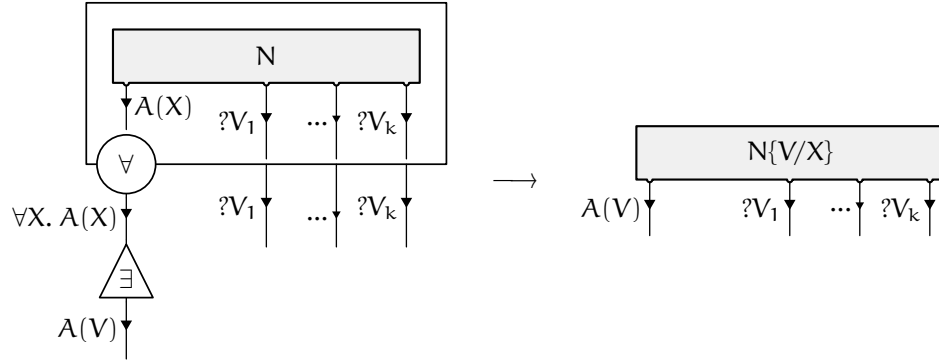 N
A(X) ?V₁ ... ?Vₖ
∀
∀X. A(X) ?V₁ ... ?Vₖ
∃
A(V)
⟶
N{V/X}
A(V) ?V₁ ... ?Vₖ